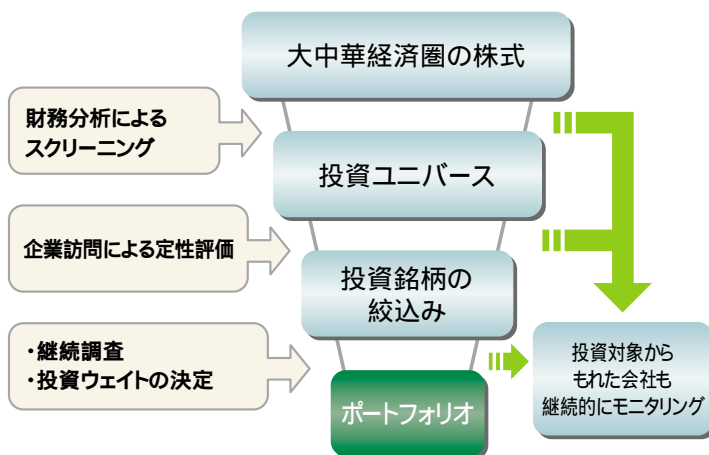 大中華経済圏の株式
財務分析による
スクリーニング
投資ユニバース
企業訪問による定性評価
投資銘柄の
絞込み
・継続調査
・投資ウェイトの決定
投資対象から
もれた会社も
継続的にモニタリング
ポートフォリオ